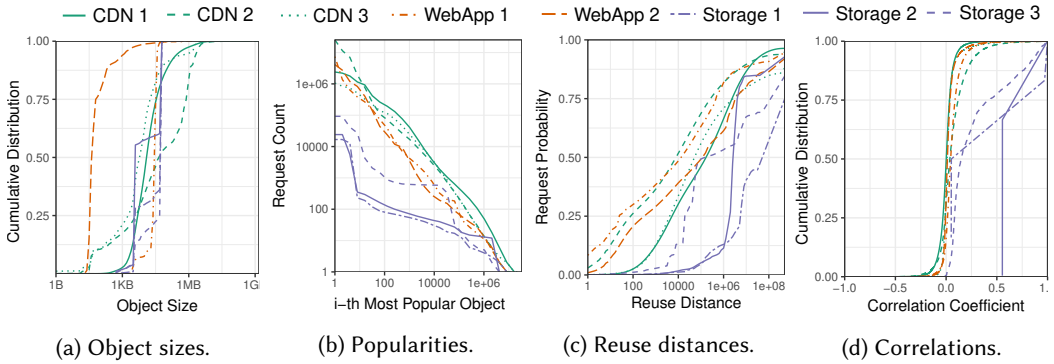 CDN 1 CDN 2 CDN 3 WebApp 1 WebApp 2 Storage 1 Storage 2 Storage 3
Cumulative Distribution
1.00
0.75
0.50
0.25
1B 1KB 1MB 1GB
Object Size
(a) Object sizes.
Request Count
1e+06
10000
100
1
1 100 10000 1e+06
i−th Most Popular Object
(b) Popularities.
Request Probability
1.00
0.75
0.50
0.25
0.00
1 100 10000 1e+06 1e+08
Reuse Distance
(c) Reuse distances.
Cumulative Distribution
1.00
0.75
0.50
0.25
0.00
−1.0 −0.5 0.0 0.5 1.0
Correlation Coefficient
(d) Correlations.